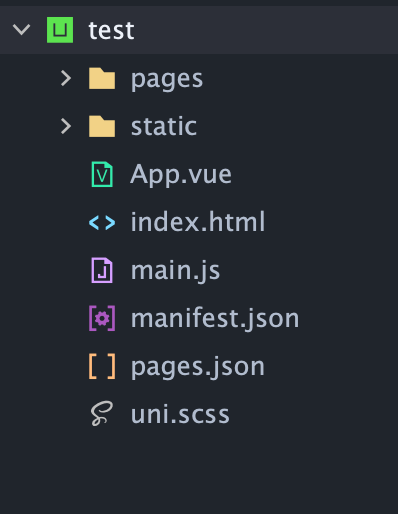 test
pages
static
App.vue
index.html
main.js
manifest.json
pages.json
uni.scss